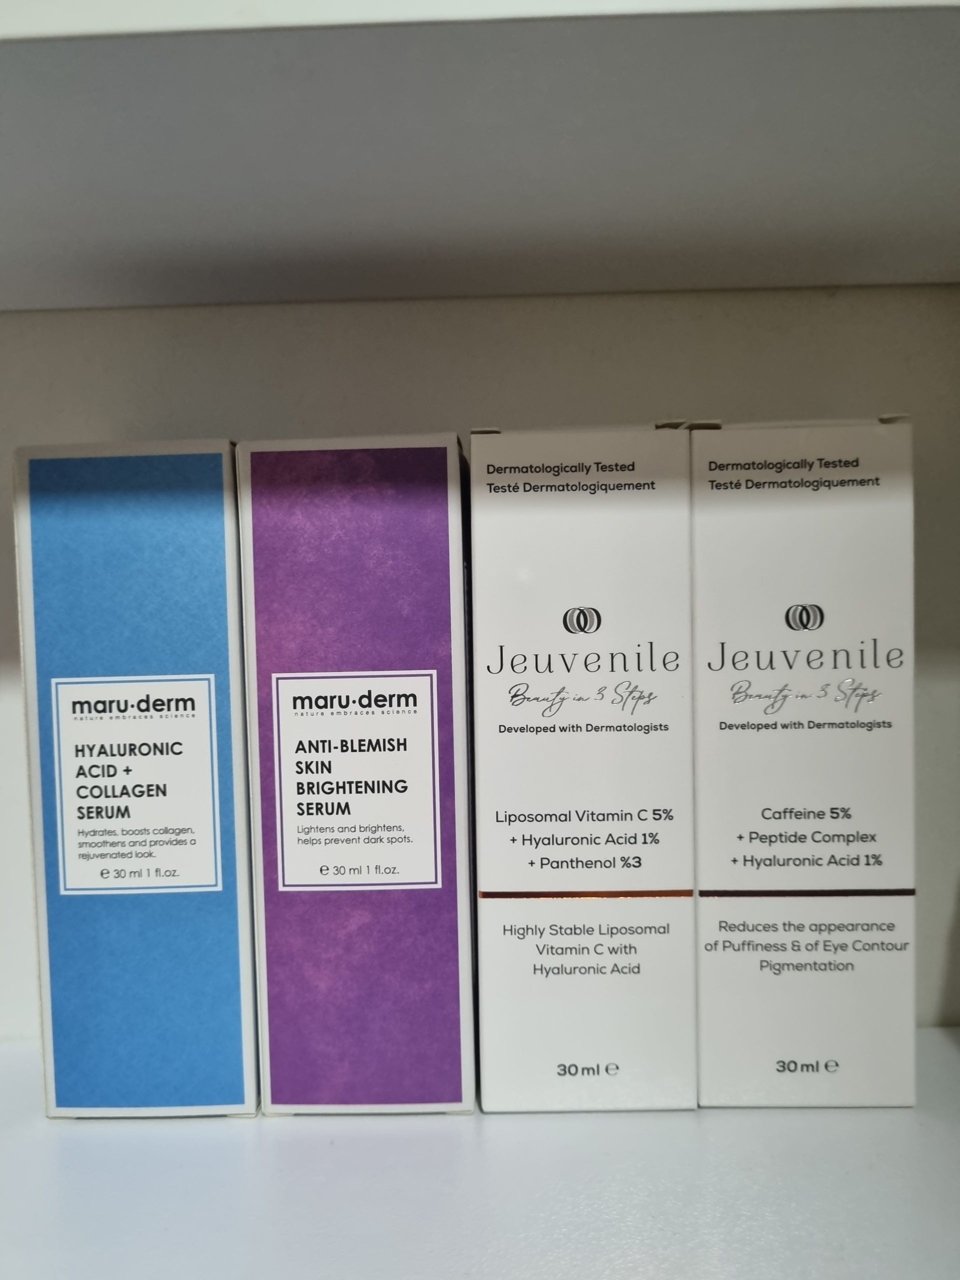 maru·derm
nature embraces science
HYALURONIC
ACID +
COLLAGEN
SERUM
Hydrates, boosts collagen,
smoothens and provides a
rejuvenated look.
℮ 30 ml 1 fl.oz.
maru·derm
nature embraces science
ANTI-BLEMISH
SKIN
BRIGHTENING
SERUM
Lightens and brightens,
helps prevent dark spots.
℮ 30 ml 1 fl.oz.
Dermatologically Tested
Testé Dermatologiquement
Jeuvenile
Beauty in 3 Steps
Developed with Dermatologists
Liposomal Vitamin C 5%
+ Hyaluronic Acid 1%
+ Panthenol %3
Highly Stable Liposomal
Vitamin C with
Hyaluronic Acid
30 ml ℮
Dermatologically Tested
Testé Dermatologiquement
Jeuvenile
Beauty in 3 Steps
Developed with Dermatologists
Caffeine 5%
+ Peptide Complex
+ Hyaluronic Acid 1%
Reduces the appearance
of Puffiness & of Eye Contour
Pigmentation
30 ml ℮